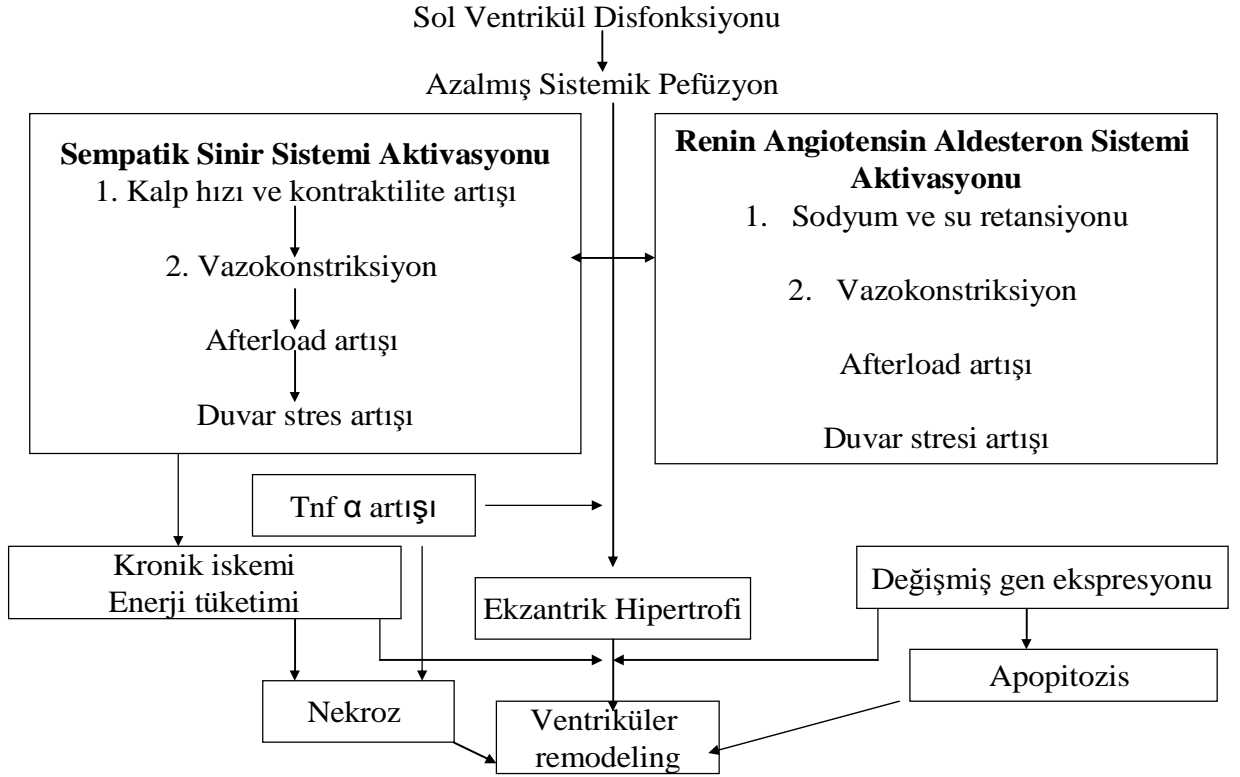 Sol Ventrikül Disfonksiyonu
Azalmış Sistemik Pefüzyon
Sempatik Sinir Sistemi Aktivasyonu
1. Kalp hızı ve kontraktilite artışı
2. Vazokonstriksiyon
Afterload artışı
Duvar stres artışı
Renin Angiotensin Aldesteron Sistemi
Aktivasyonu
1. Sodyum ve su retansiyonu
2. Vazokonstriksiyon
Afterload artışı
Duvar stresi artışı
Tnf α artışı
Kronik iskemi
Enerji tüketimi
Ekzantrik Hipertrofi
Değişmiş gen ekspresyonu
Apopitozis
Nekroz
Ventriküler
remodeling